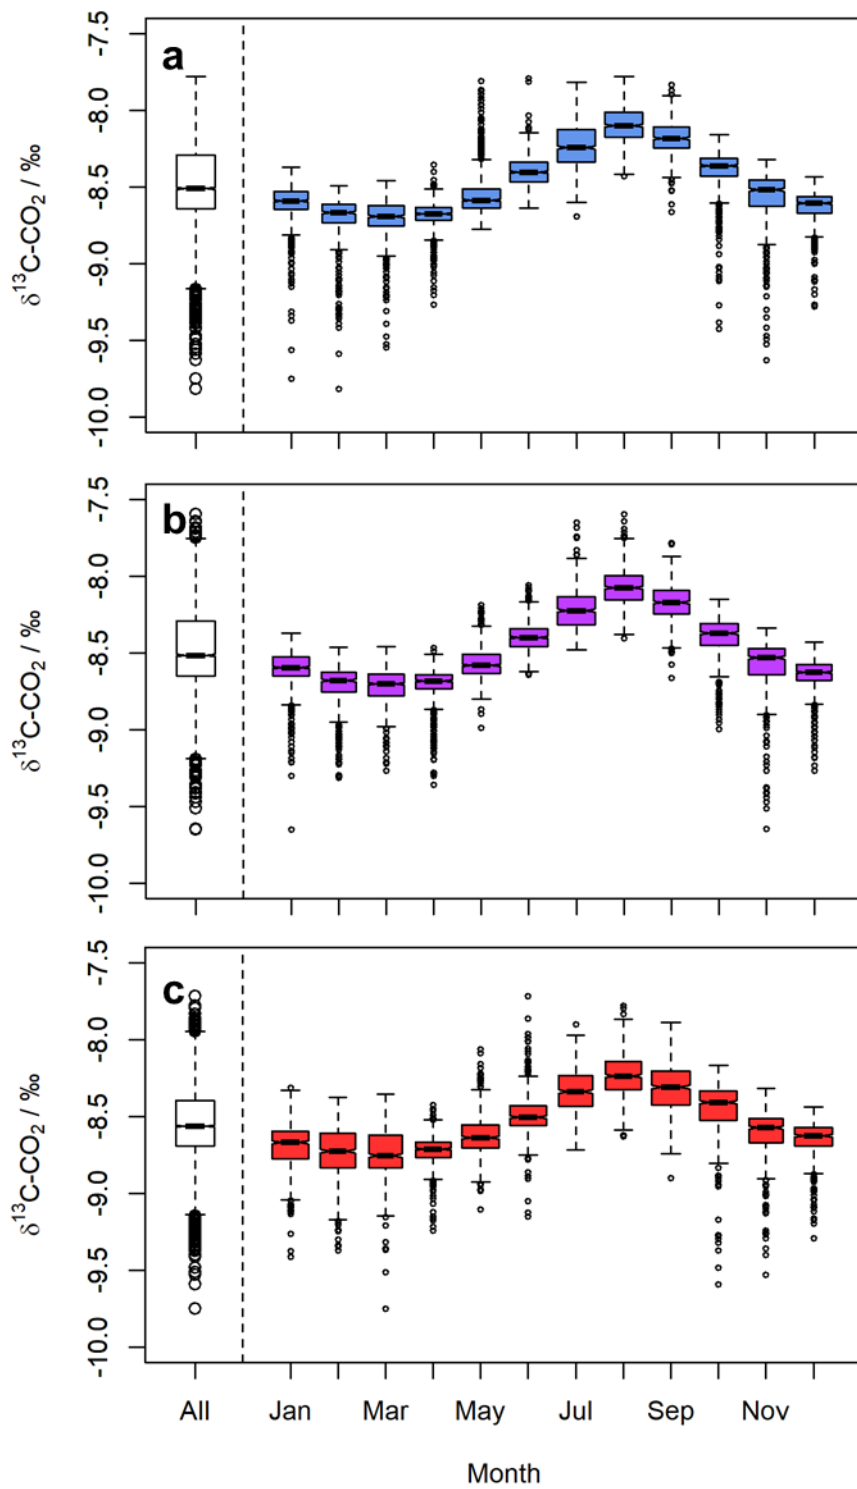 a
-7.5
-8.0
-8.5
-9.0
-9.5
-10.0
δ¹³C-CO₂ / ‰
b
-7.5
-8.0
-8.5
-9.0
-9.5
-10.0
δ¹³C-CO₂ / ‰
c
-7.5
-8.0
-8.5
-9.0
-9.5
-10.0
δ¹³C-CO₂ / ‰
All Jan Mar May Jul Sep Nov
Month